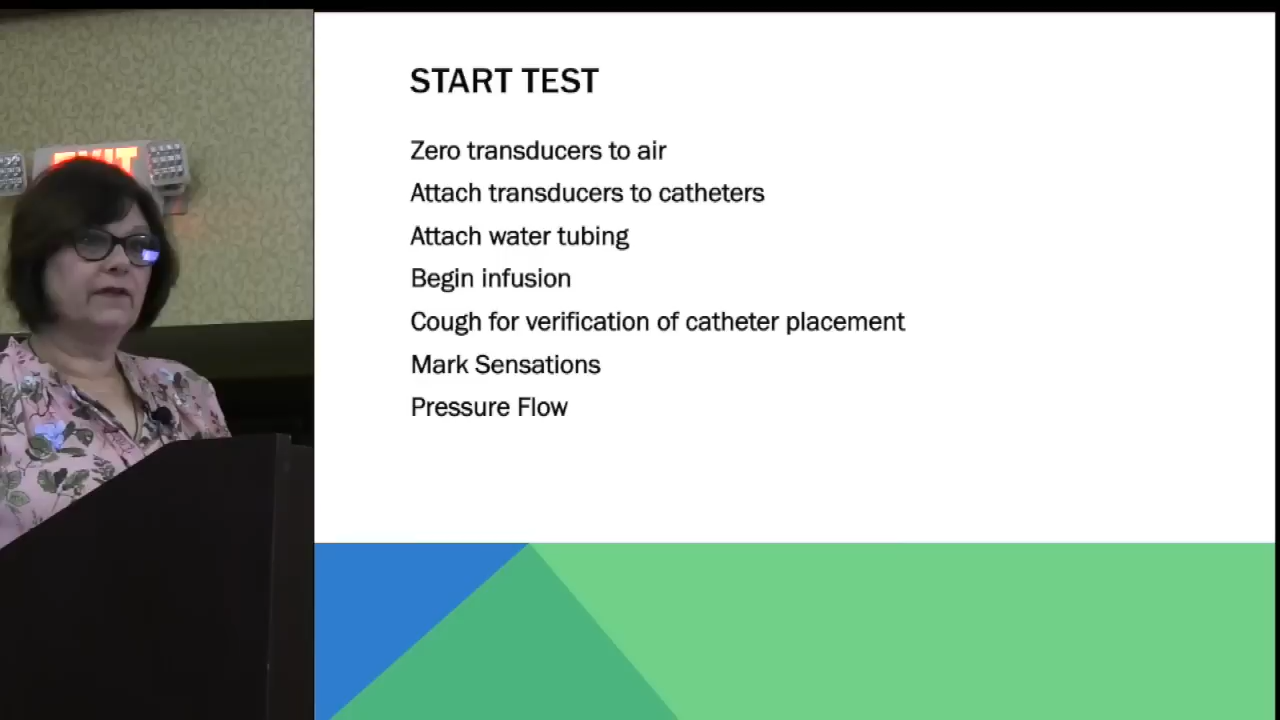 EXIT
START TEST
Zero transducers to air
Attach transducers to catheters
Attach water tubing
Begin infusion
Cough for verification of catheter placement
Mark Sensations
Pressure Flow